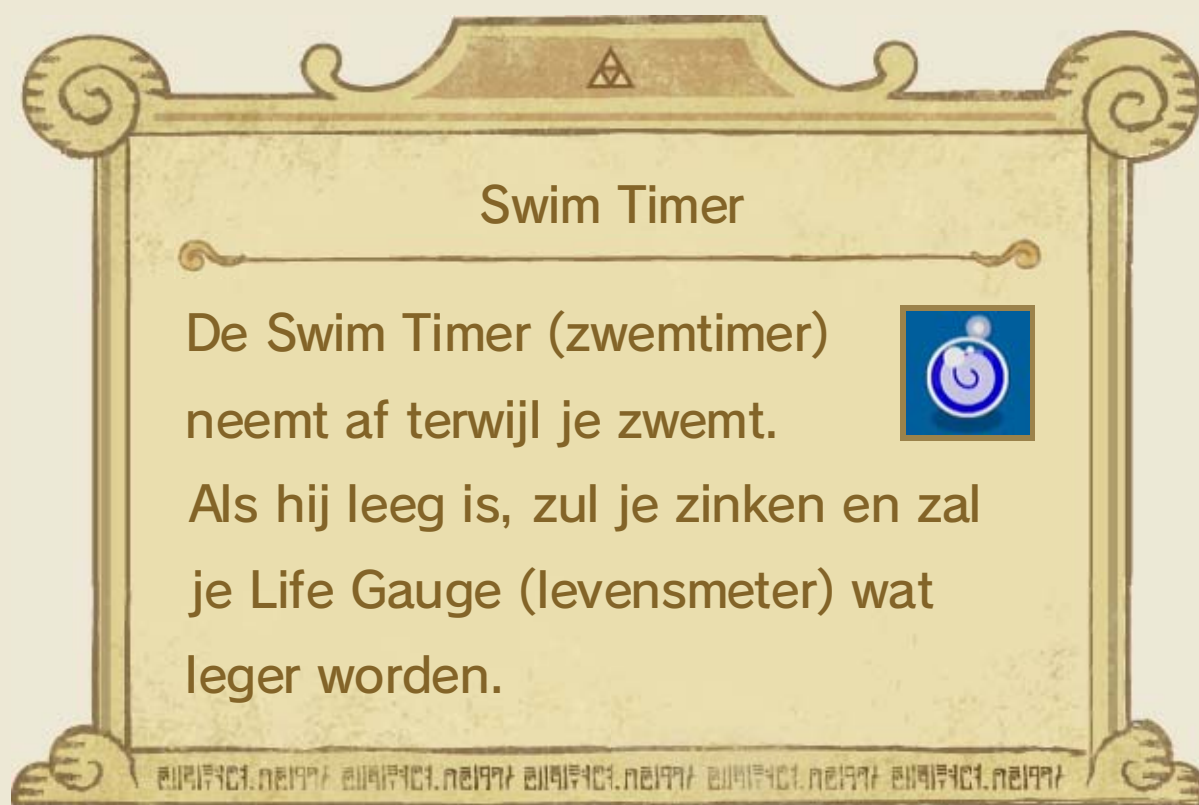 Swim Timer
De Swim Timer (zwemtimer)
neemt af terwijl je zwemt.
Als hij leeg is, zul je zinken en zal
je Life Gauge (levensmeter) wat
leger worden.